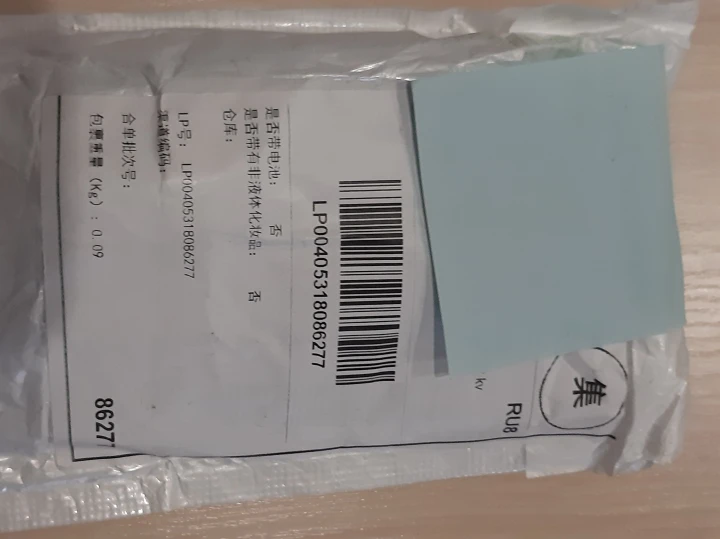 集
RU8
kv
LP00405318086277
是否带电池： 否
是否带有非液体化妆品： 否
仓库：
LP号： LP00405318086277
渠道编码：
合单批次号：
包裹重量（Kg）: 0.09
8627